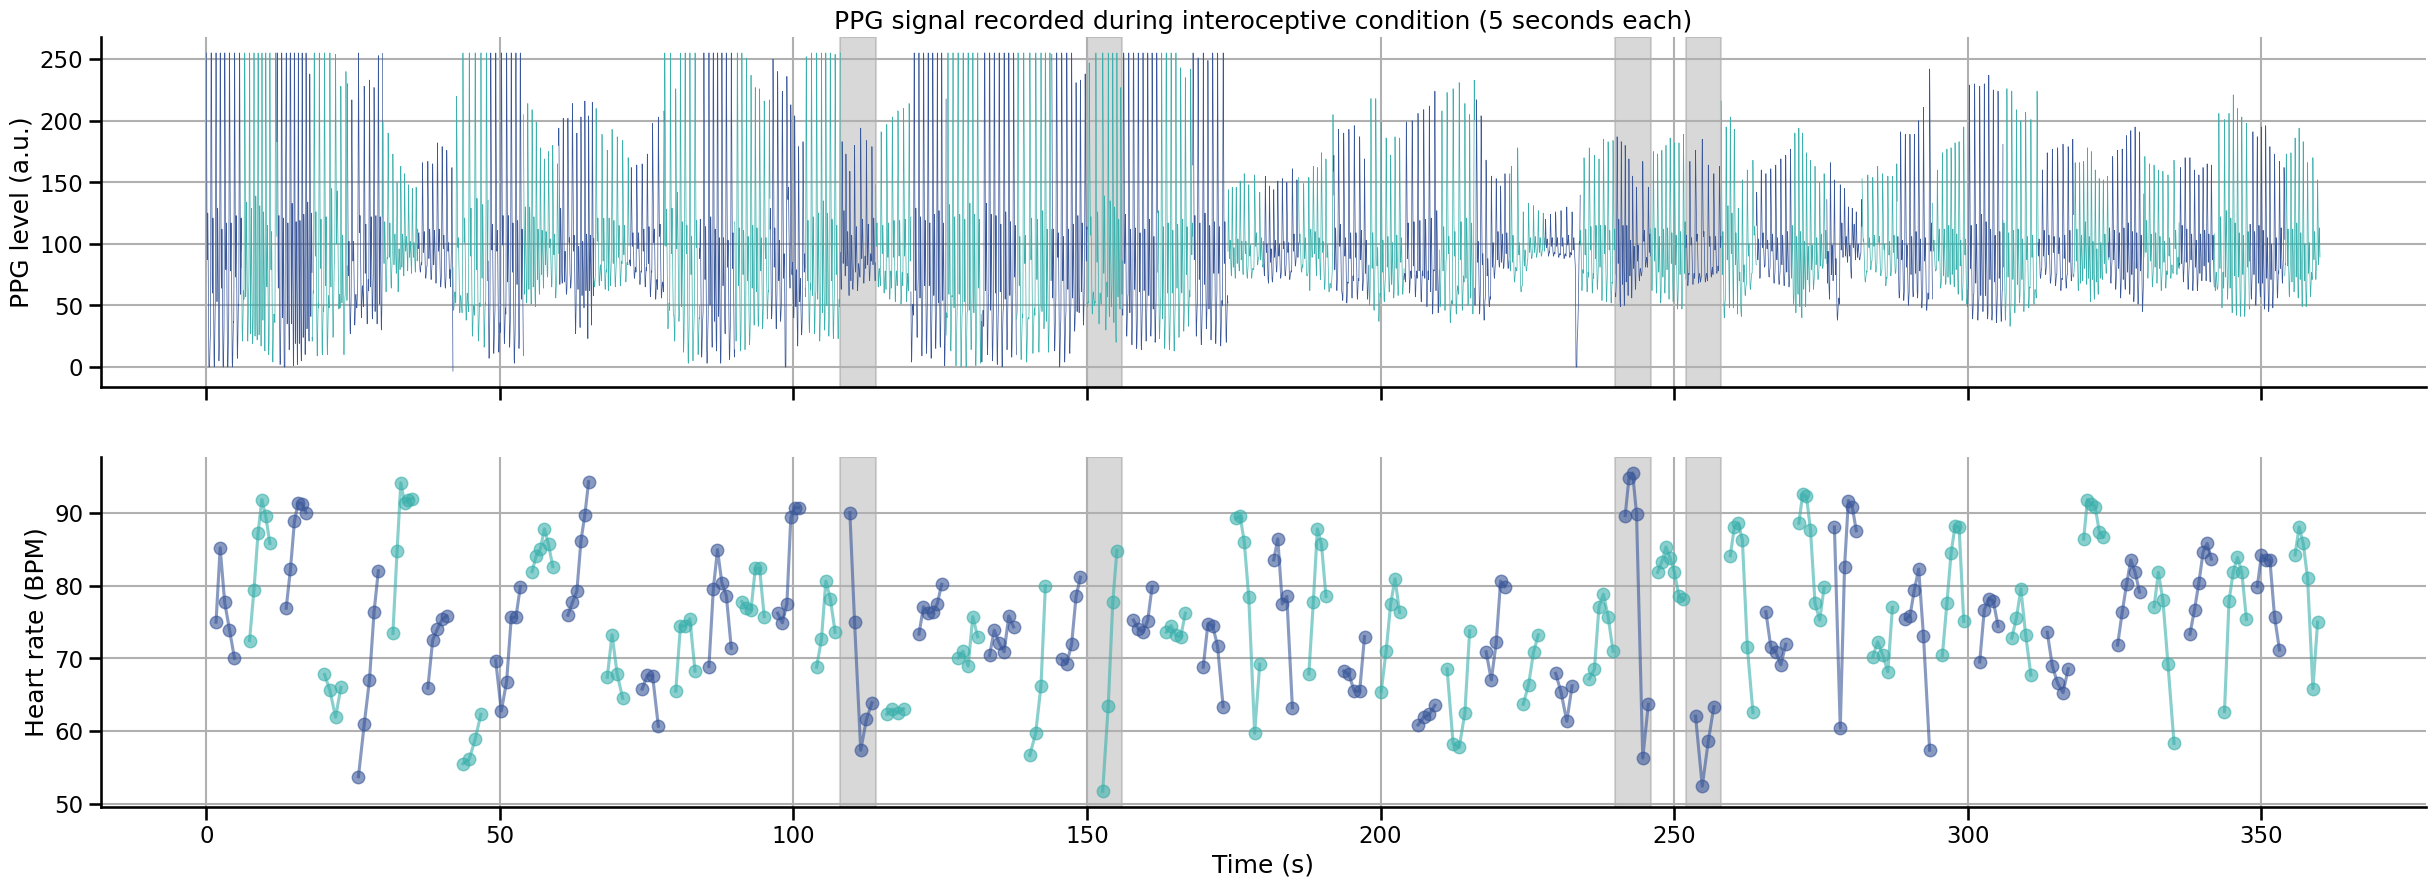 PPG signal recorded during interoceptive condition (5 seconds each)
PPG level (a.u.)
250
200
150
100
50
0
Heart rate (BPM)
90
80
70
60
50
0 50 100 150 200 250 300 350
Time (s)